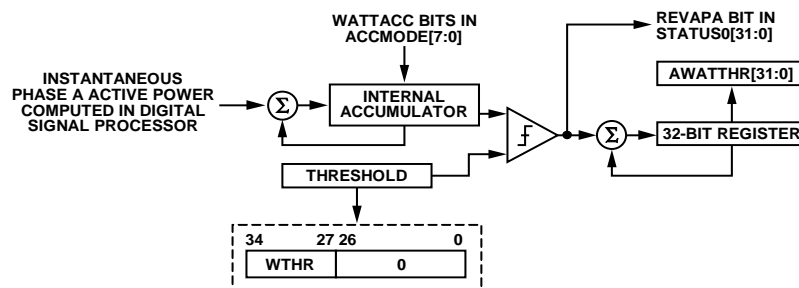 WATTACC BITS IN
ACCMODE[7:0]
REVAPA BIT IN
STATUS0[31:0]
INSTANTANEOUS
PHASE A ACTIVE POWER
COMPUTED IN DIGITAL
SIGNAL PROCESSOR
Σ
INTERNAL
ACCUMULATOR
AWATTHR[31:0]
Σ
32-BIT REGISTER
THRESHOLD
34 27 26 0
WTHR 0